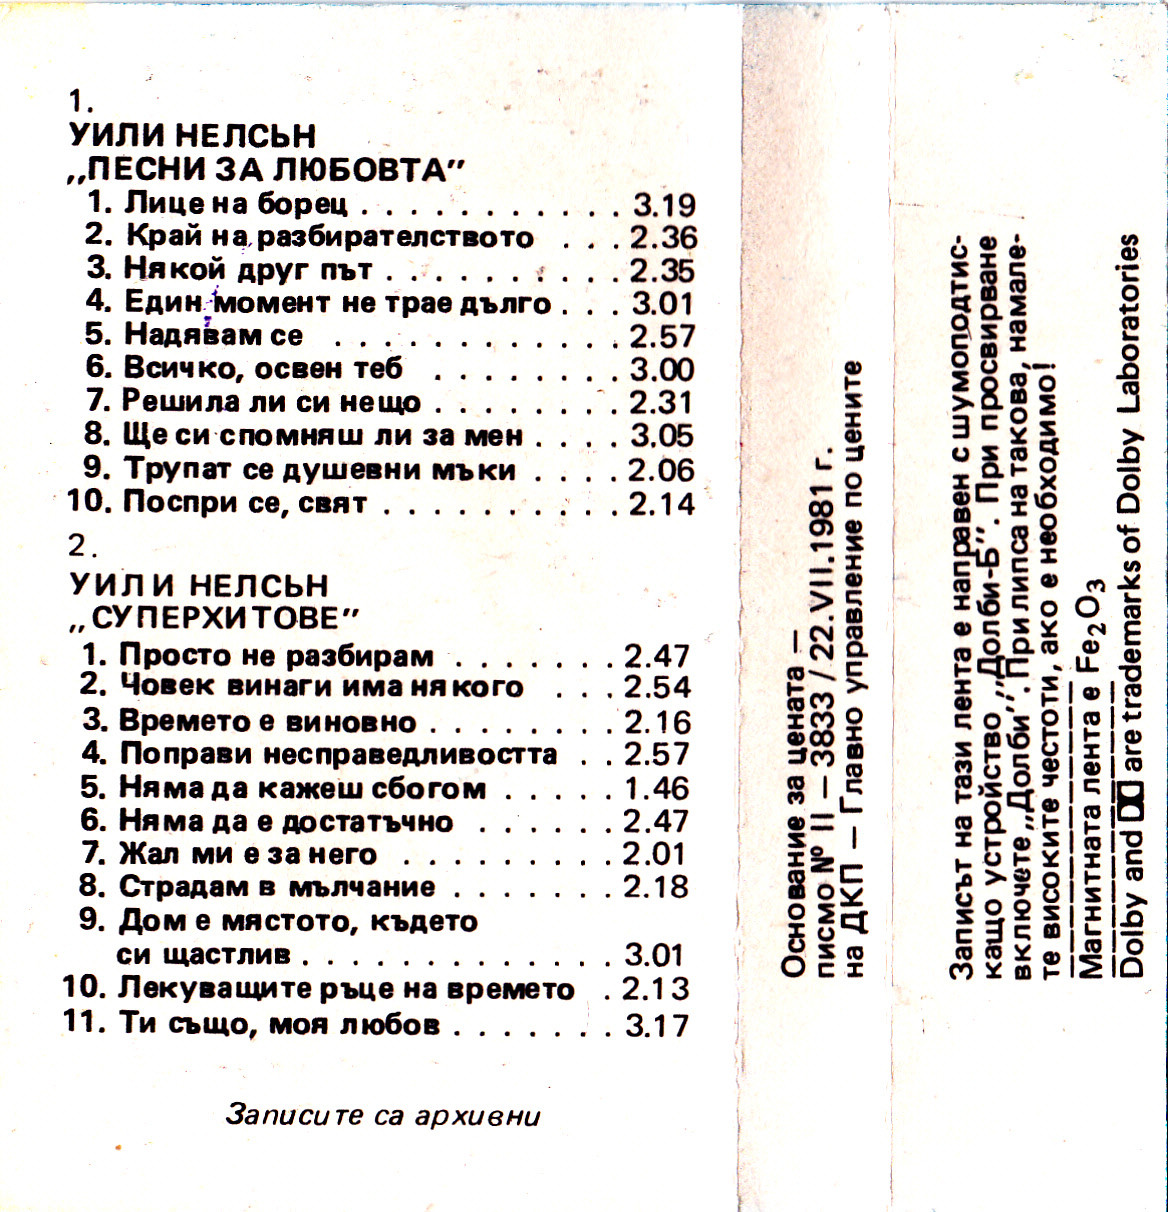 1.
УИЛИ НЕЛСЪН
„ПЕСНИ ЗА ЛЮБОВТА”
1. Лице на борец . . . . . . . . . . . . 3.19
2. Край на разбирателството . . . 2.36
3. Някой друг път . . . . . . . . . . . 2.35
4. Един момент не трае дълго . . . 3.01
5. Надявам се . . . . . . . . . . . . . 2.57
6. Всичко, освен теб . . . . . . . . 3.00
7. Решила ли си нещо . . . . . . . . 2.31
8. Ще си спомняш ли за мен . . . . 3.05
9. Трупат се душевни мъки . . . . 2.06
10. Поспри се, свят . . . . . . . . . . 2.14
2.
УИЛИ НЕЛСЪН
„СУПЕРХИТОВЕ”
1. Просто не разбирам . . . . . . . 2.47
2. Човек винаги има някого . . . 2.54
3. Времето е виновно . . . . . . . . 2.16
4. Поправи несправедливостта . . 2.57
5. Няма да кажеш сбогом . . . . . 1.46
6. Няма да е достатъчно . . . . . . 2.47
7. Жал ми е за него . . . . . . . . . 2.01
8. Страдам в мълчание . . . . . . . 2.18
9. Дом е мястото, където
си щастлив . . . . . . . . . . . . . 3.01
10. Лекуващите ръце на времето . 2.13
11. Ти също, моя любов . . . . . . . 3.17
Записите са архивни
Основание за цената —
писмо № II — 3833 / 22.VII.1981 г.
на ДКП — Главно управление по цените
Записът на тази лента е направен с шумоподтис-
кащо устройство „Долби-Б”. При просвирване
включете „Долби”. При липса на такова, намале-
те високите честоти, ако е необходимо!
Магнитната лента е Fe₂O₃
Dolby and are trademarks of Dolby Laboratories